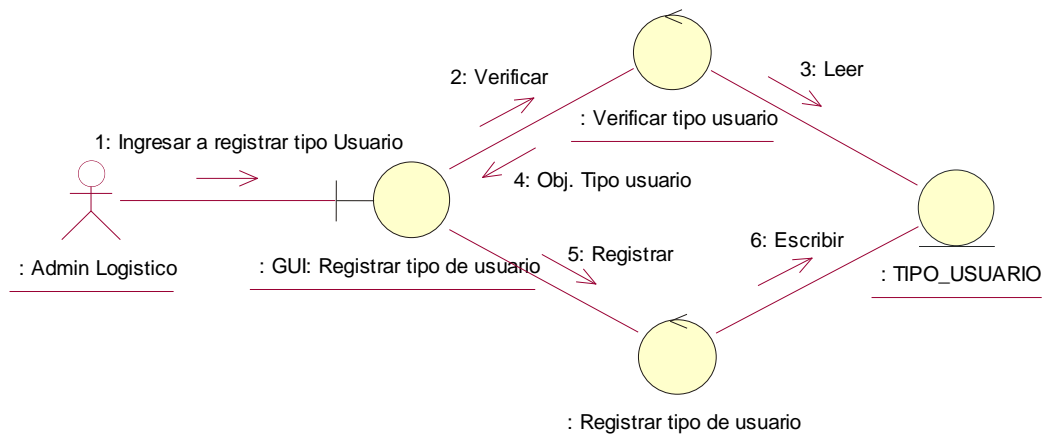 2: Verificar
3: Leer
: Verificar tipo usuario
1: Ingresar a registrar tipo Usuario
4: Obj. Tipo usuario
: Admin Logistico
: GUI: Registrar tipo de usuario
5: Registrar
6: Escribir
: TIPO_USUARIO
: Registrar tipo de usuario